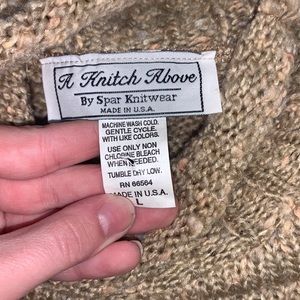 A Knitch Above
By Spar Knitwear
MADE IN U.S.A.
MACHINE WASH COLD.
GENTLE CYCLE.
WITH LIKE COLORS.
USE ONLY NON
CHLORINE BLEACH
WHEN NEEDED.
TUMBLE DRY LOW.
RN 66564
MADE IN U.S.A.
L